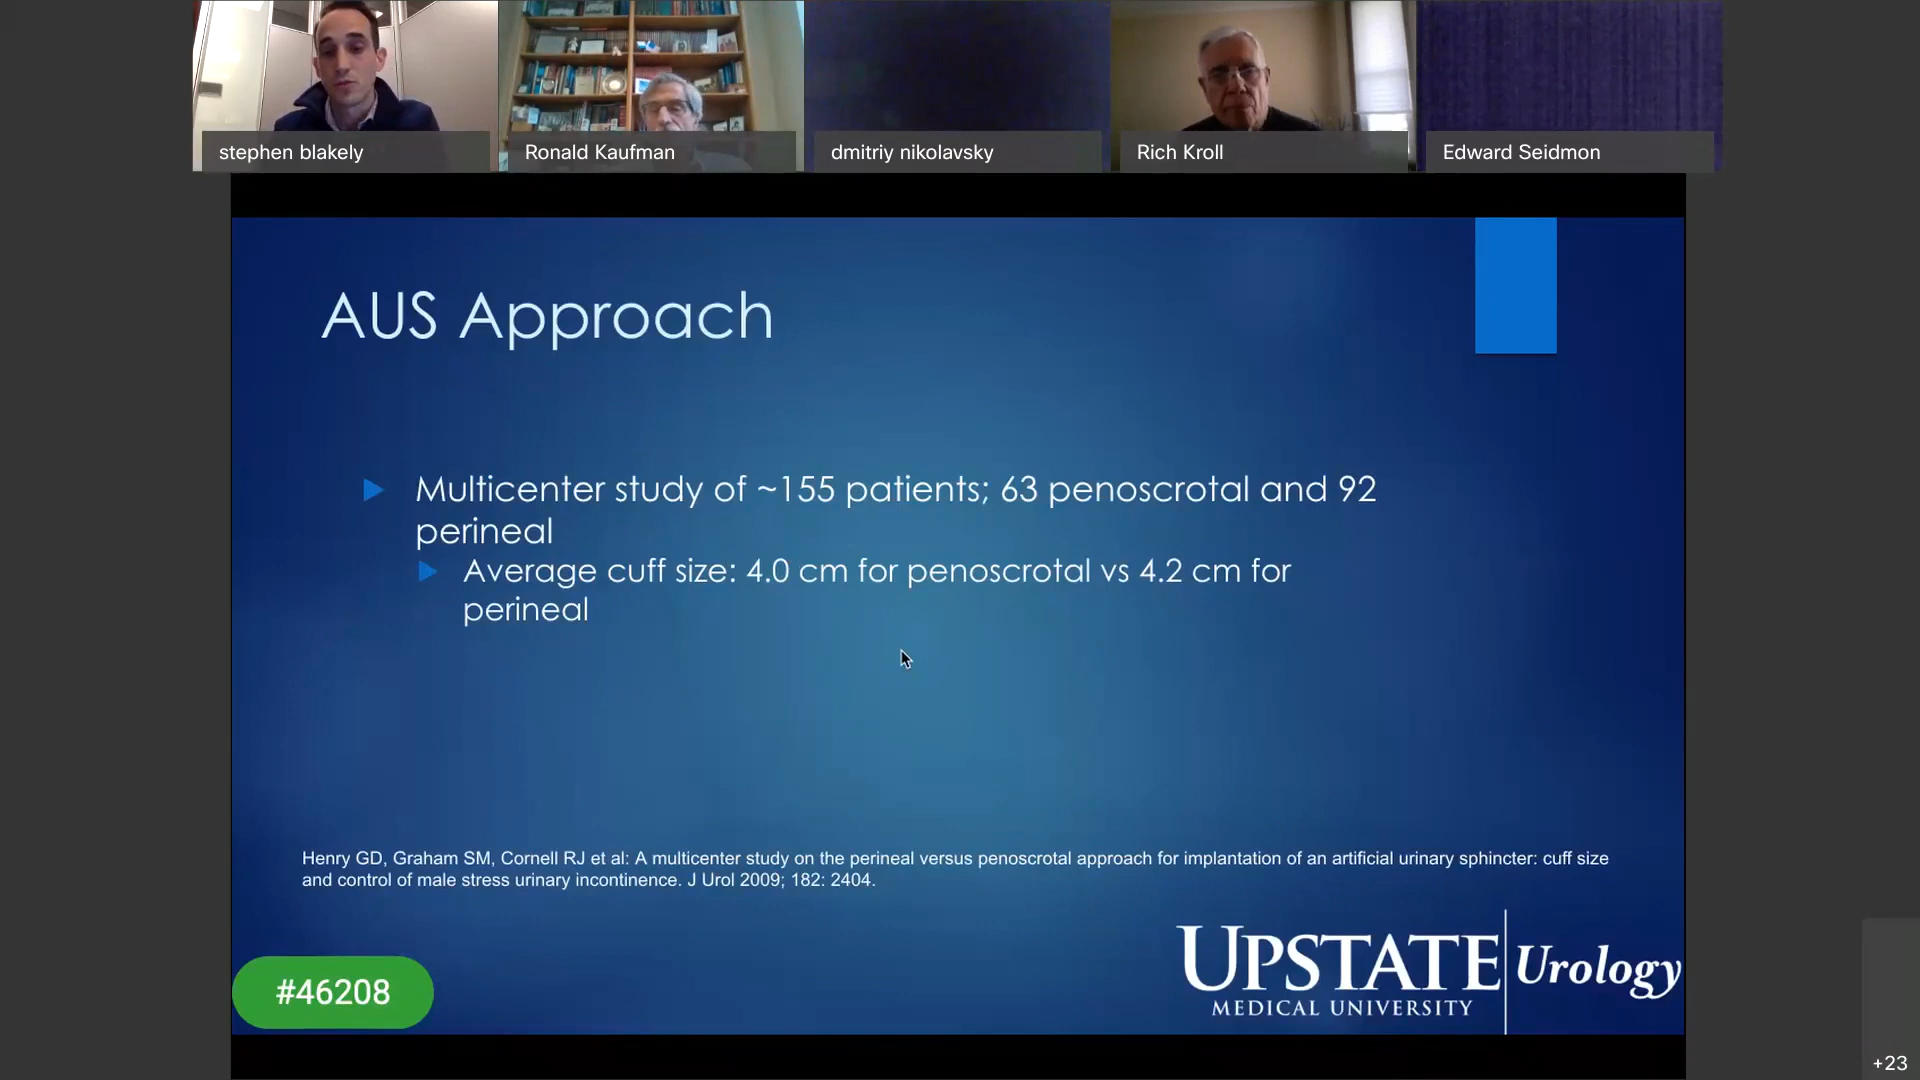 stephen blakely
Ronald Kaufman
dmitriy nikolavsky
Rich Kroll
Edward Seidmon
AUS Approach
Multicenter study of ~155 patients; 63 penoscrotal and 92
perineal
Average cuff size: 4.0 cm for penoscrotal vs 4.2 cm for
perineal
Henry GD, Graham SM, Cornell RJ et al: A multicenter study on the perineal versus penoscrotal approach for implantation of an artificial urinary sphincter: cuff size
and control of male stress urinary incontinence. J Urol 2009; 182: 2404.
#46208
UPSTATE
MEDICAL UNIVERSITY
Urology
+23